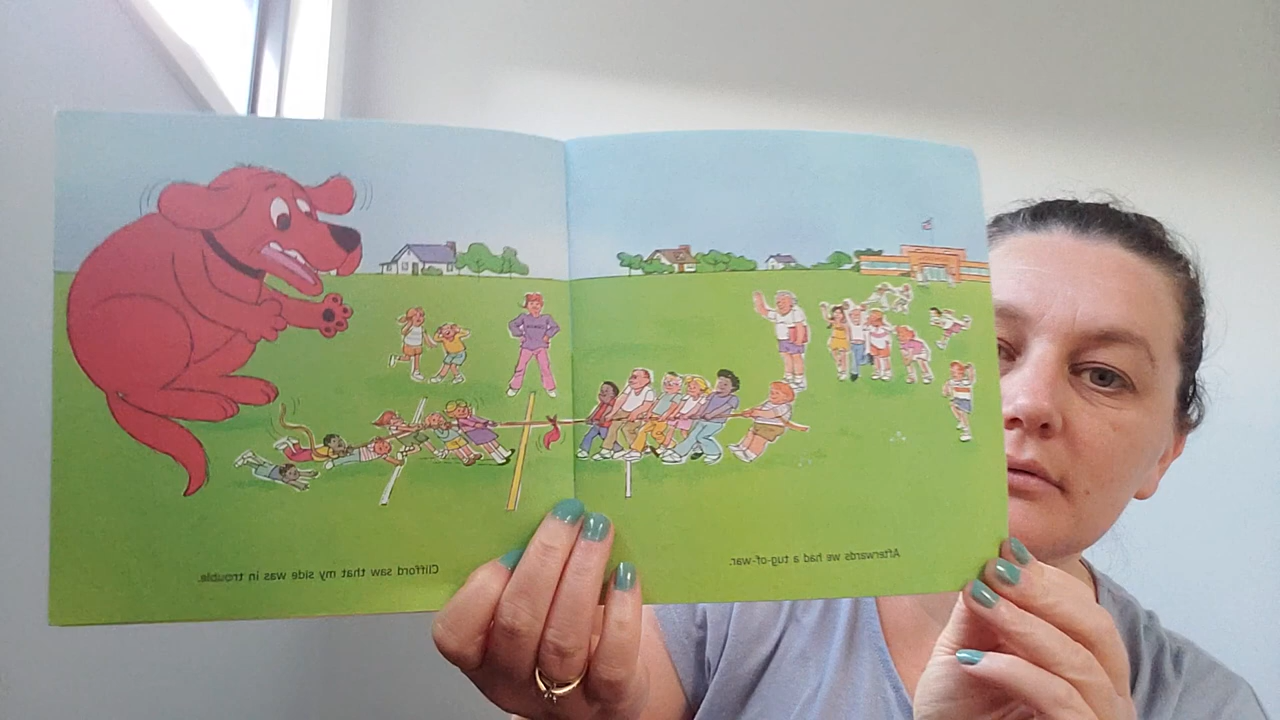 Afterwards we had a tug-of-war.
Clifford saw that my side was in trouble.